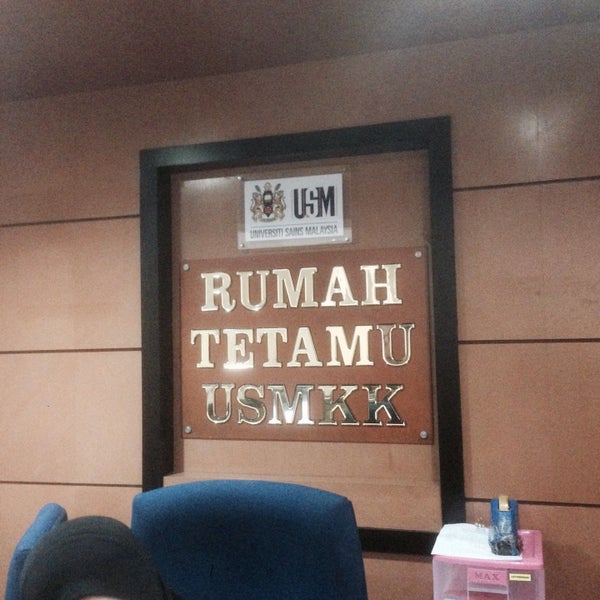 USM
UNIVERSITI SAINS MALAYSIA
RUMAH
TETAMU
USMKK
MAX